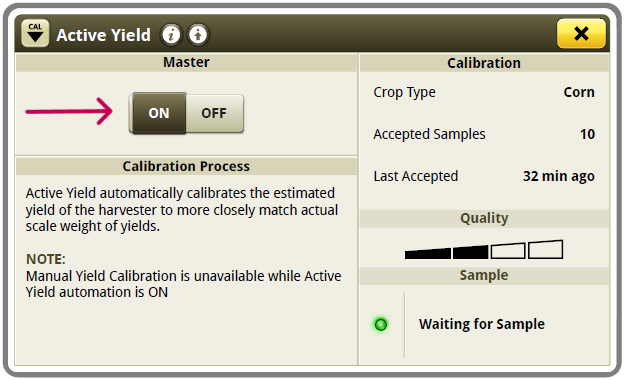 CAL
Active Yield
Master
ON OFF
Calibration Process
Active Yield automatically calibrates the estimated
yield of the harvester to more closely match actual
scale weight of yields.
NOTE:
Manual Yield Calibration is unavailable while Active
Yield automation is ON
Calibration
Crop Type Corn
Accepted Samples 10
Last Accepted 32 min ago
Quality
Sample
Waiting for Sample